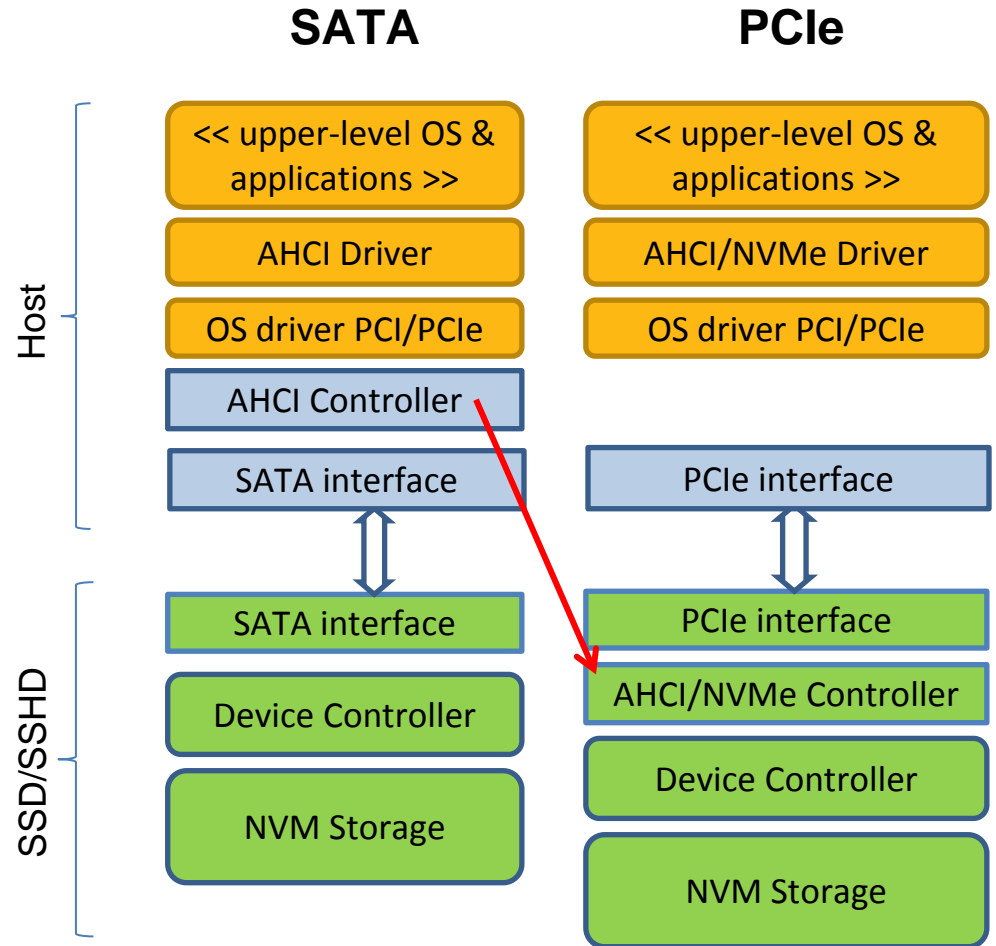 SATA
PCIe
Host
<< upper-level OS &
applications >>
AHCI Driver
OS driver PCI/PCIe
AHCI Controller
SATA interface
<< upper-level OS &
applications >>
AHCI/NVMe Driver
OS driver PCI/PCIe
PCIe interface
SSD/SSHD
SATA interface
Device Controller
NVM Storage
PCIe interface
AHCI/NVMe Controller
Device Controller
NVM Storage